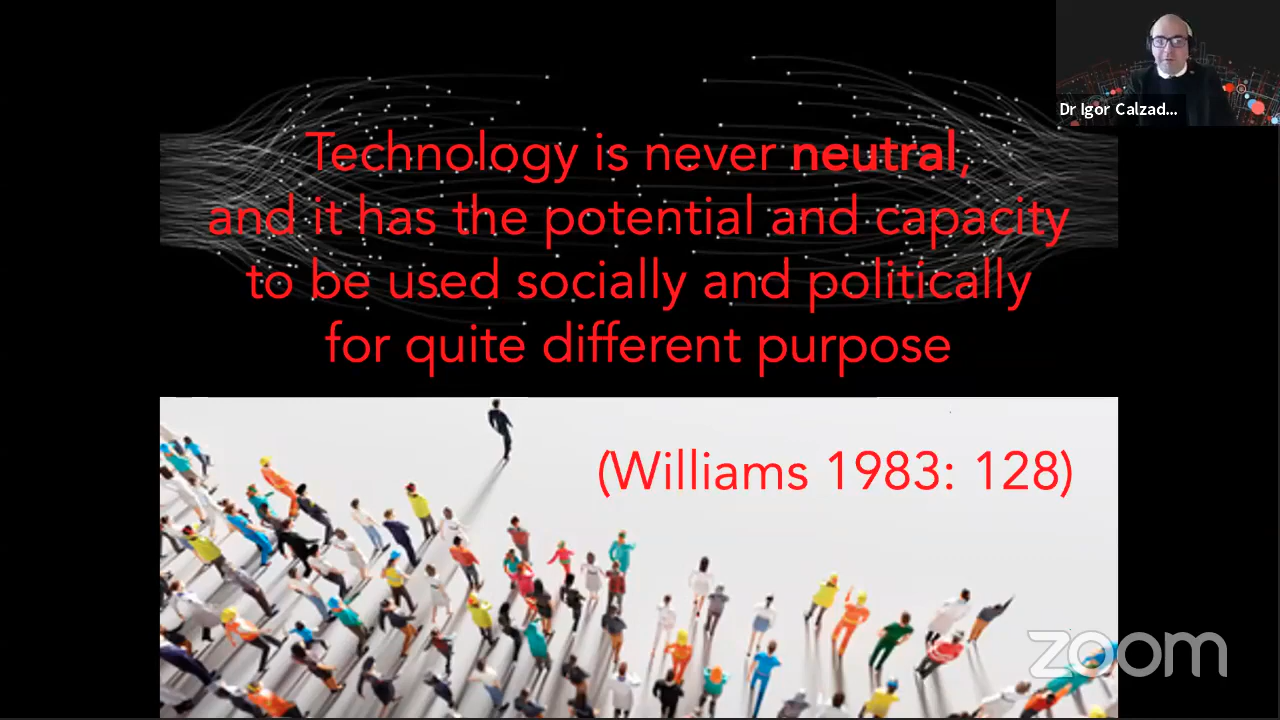 Technology is never neutral,
and it has the potential and capacity
to be used socially and politically
for quite different purpose
(Williams 1983: 128)
Dr Igor Calzad...
zoom